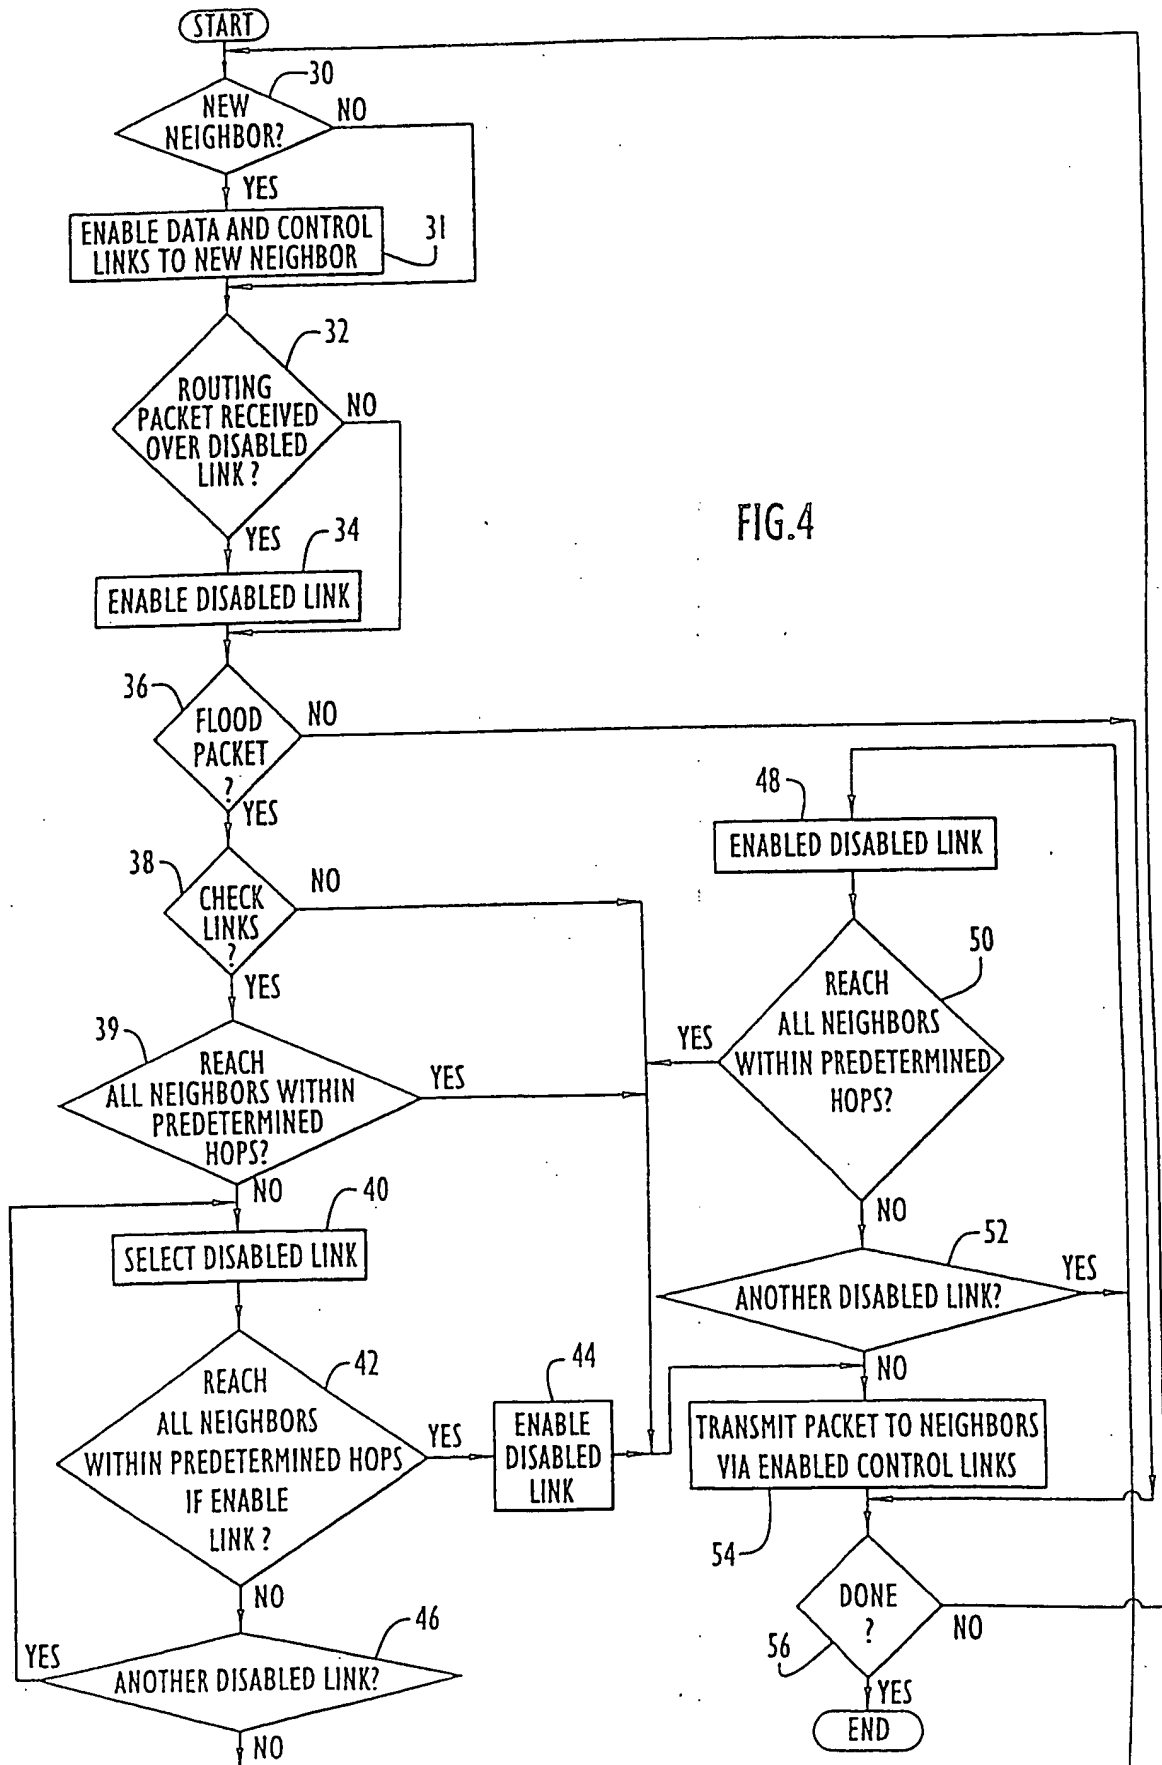 START
30
NEW
NEIGHBOR?
NO
YES
ENABLE DATA AND CONTROL
LINKS TO NEW NEIGHBOR
31
32
ROUTING
PACKET RECEIVED
OVER DISABLED
LINK ?
NO
YES
34
ENABLE DISABLED LINK
FIG.4
36
FLOOD
PACKET
?
NO
YES
38
CHECK
LINKS
?
NO
YES
39
REACH
ALL NEIGHBORS WITHIN
PREDETERMINED
HOPS?
YES
NO
40
SELECT DISABLED LINK
42
REACH
ALL NEIGHBORS
WITHIN PREDETERMINED HOPS
IF ENABLE
LINK ?
YES
44
ENABLE
DISABLED
LINK
NO
46
YES
ANOTHER DISABLED LINK?
NO
48
ENABLED DISABLED LINK
50
REACH
ALL NEIGHBORS
WITHIN PREDETERMINED
HOPS?
YES
NO
52
ANOTHER DISABLED LINK?
YES
NO
TRANSMIT PACKET TO NEIGHBORS
VIA ENABLED CONTROL LINKS
54
DONE
?
56
NO
YES
END